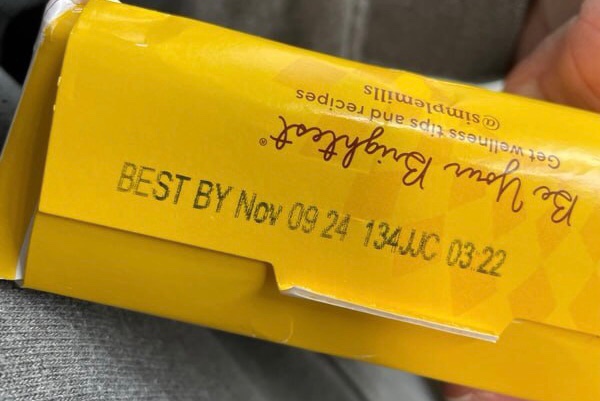 Be Your Brightest®
Get wellness tips and recipes
@simplemills
BEST BY Nov 09 24 134JJC 03:22